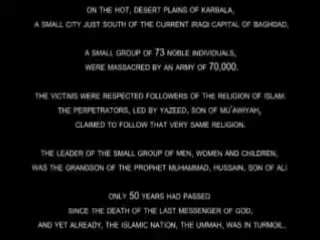 ON THE HOT, DESERT PLAINS OF KARBALA,
A SMALL CITY JUST SOUTH OF THE CURRENT IRAQI CAPITAL OF BAGHDAD,
A SMALL GROUP OF 73 NOBLE INDIVIDUALS,
WERE MASSACRED BY AN ARMY OF 70,000.
THE VICTIMS WERE RESPECTED FOLLOWERS OF THE RELIGION OF ISLAM.
THE PERPETRATORS, LED BY YAZEED, SON OF MU'AWIYAH,
CLAIMED TO FOLLOW THAT VERY SAME RELIGION.
THE LEADER OF THE SMALL GROUP OF MEN, WOMEN AND CHILDREN,
WAS THE GRANDSON OF THE PROPHET MUHAMMAD, HUSSAIN, SON OF ALI
ONLY 50 YEARS HAD PASSED
SINCE THE DEATH OF THE LAST MESSENGER OF GOD,
AND YET ALREADY, THE ISLAMIC NATION, THE UMMAH, WAS IN TURMOIL.